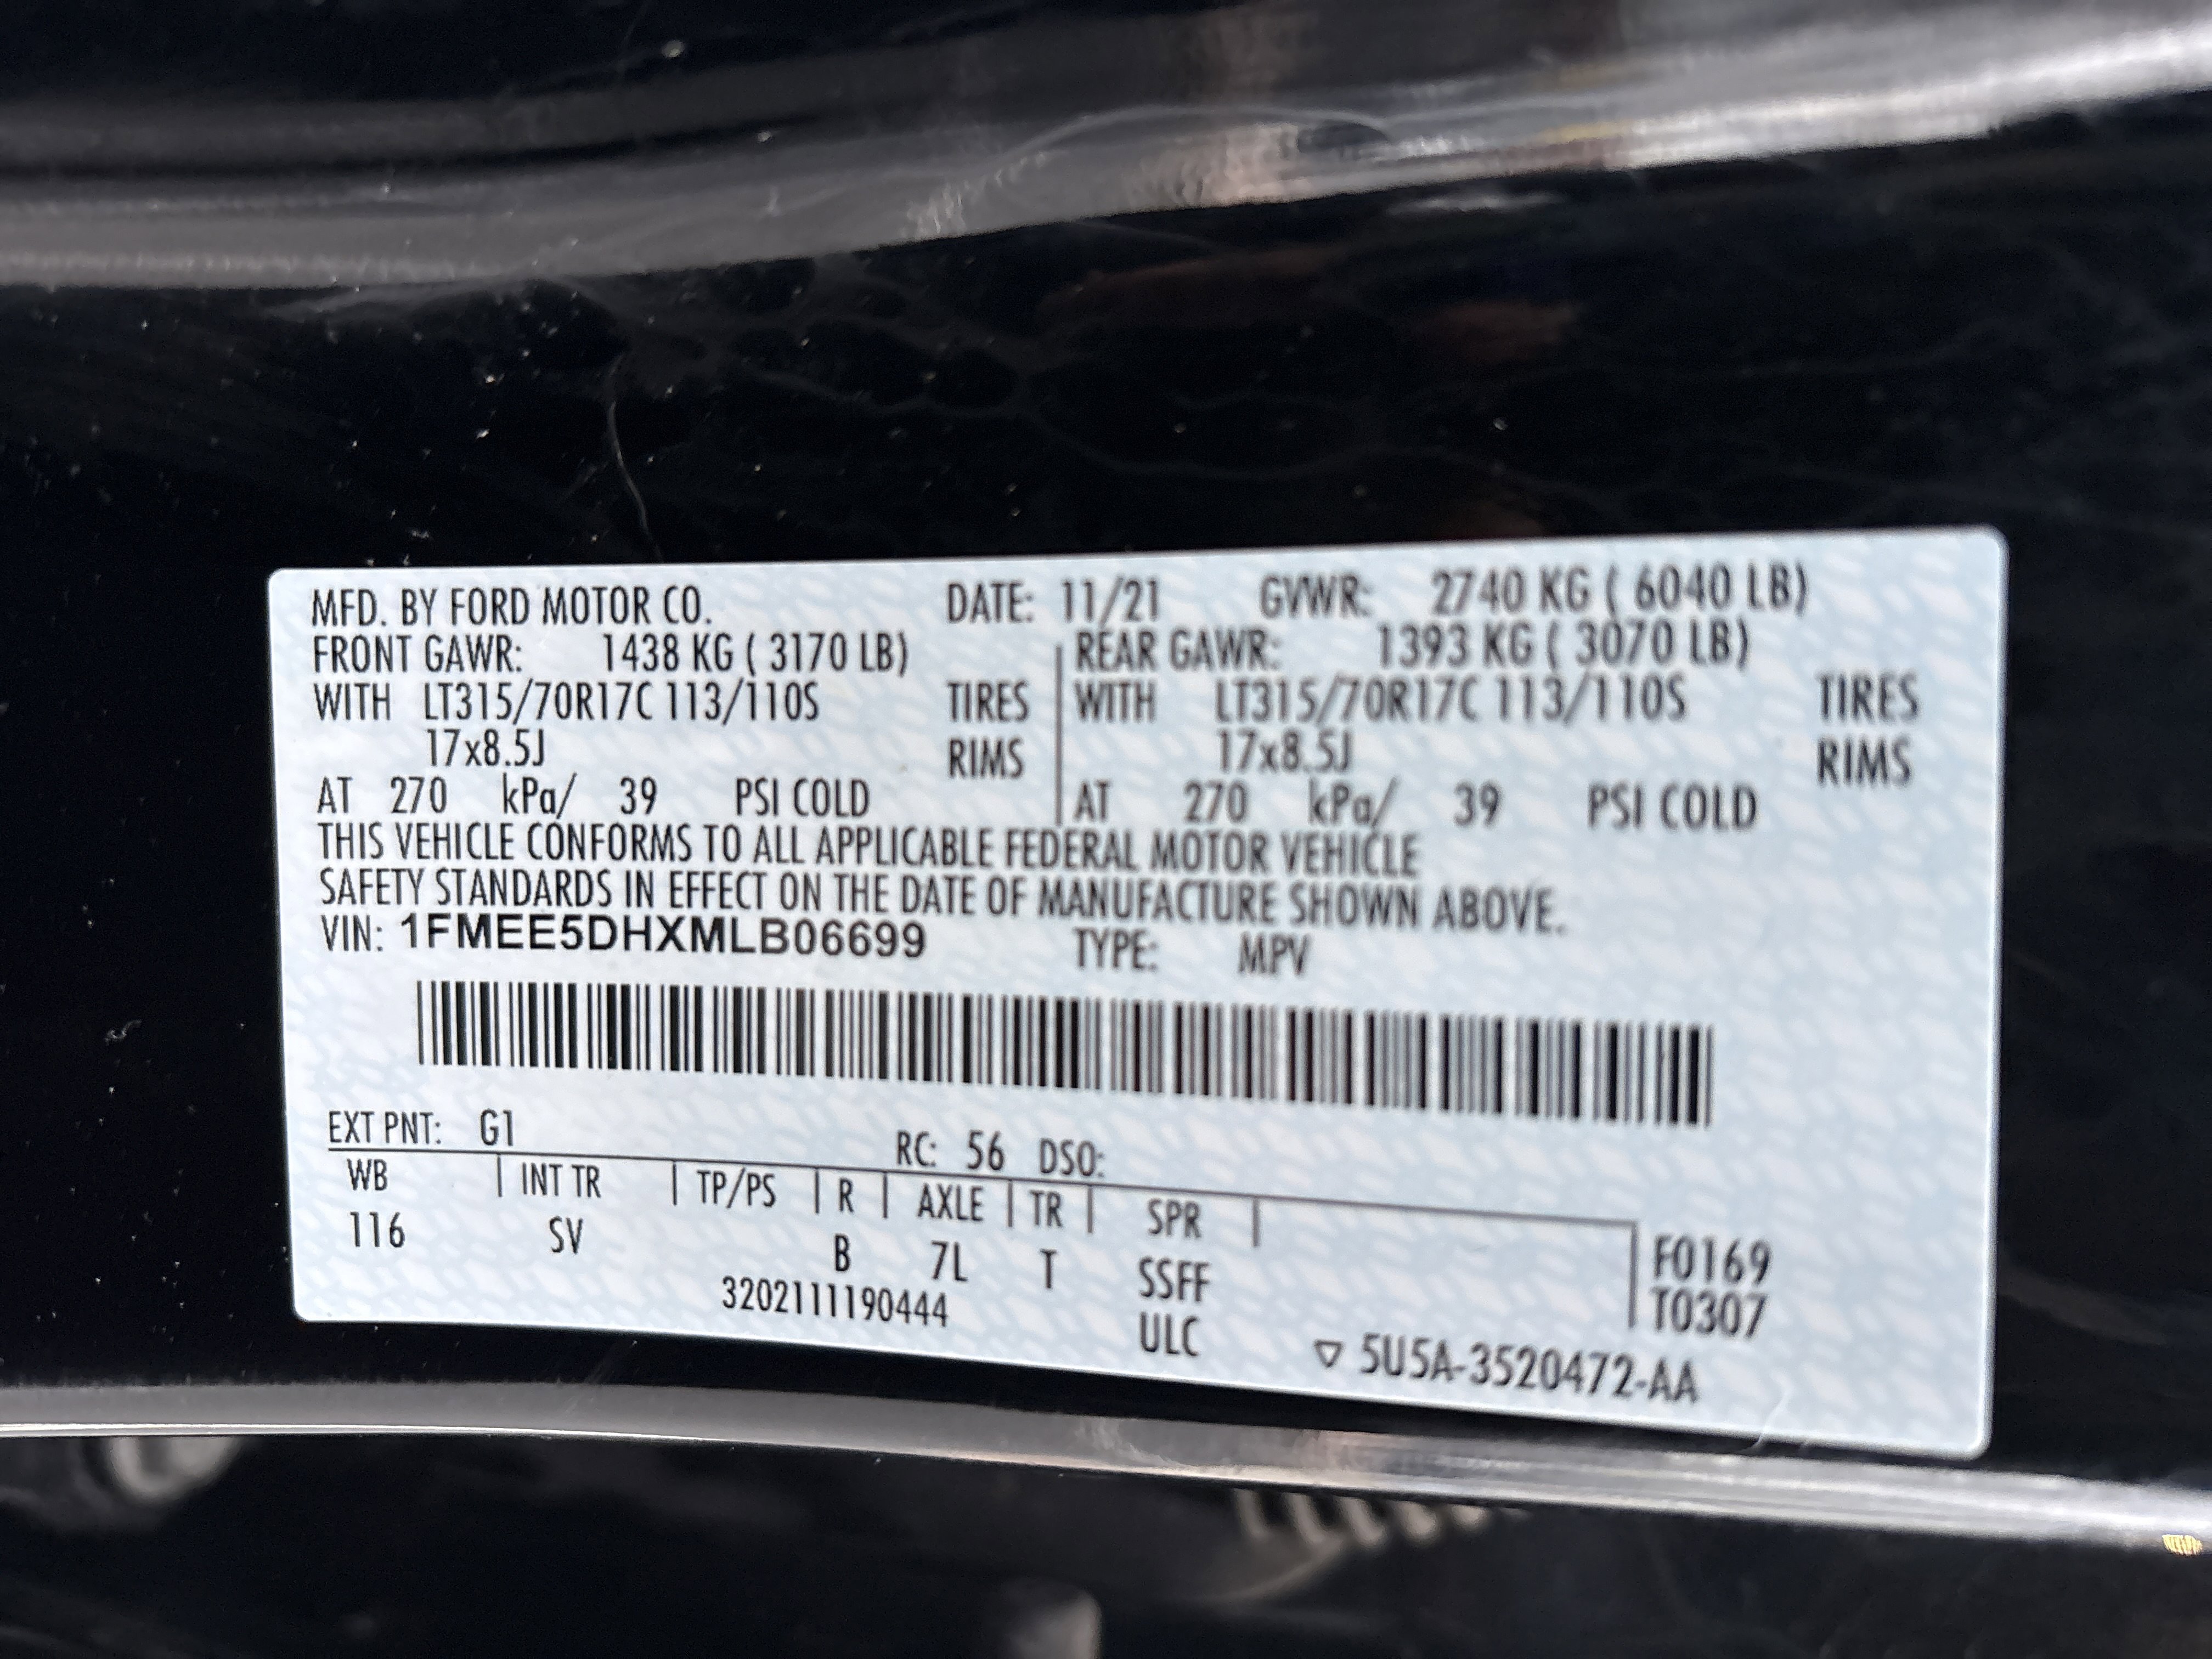 MFD. BY FORD MOTOR CO. DATE: 11/21 GVWR: 2740 KG ( 6040 LB)
FRONT GAWR: 1438 KG ( 3170 LB) REAR GAWR: 1393 KG ( 3070 LB)
WITH LT315/70R17C 113/110S TIRES WITH LT315/70R17C 113/110S TIRES
17x8.5J RIMS 17x8.5J RIMS
AT 270 kPa/ 39 PSI COLD AT 270 kPa/ 39 PSI COLD
THIS VEHICLE CONFORMS TO ALL APPLICABLE FEDERAL MOTOR VEHICLE
SAFETY STANDARDS IN EFFECT ON THE DATE OF MANUFACTURE SHOWN ABOVE.
VIN: 1FMEE5DHXMLB06699 TYPE: MPV
EXT PNT: G1 RC: 56 DSO:
WB INT TR TP/PS R AXLE TR SPR
116 SV B 7L T SSFF F0169
3202111190444 ULC T0307
▽ 5U5A-3520472-AA